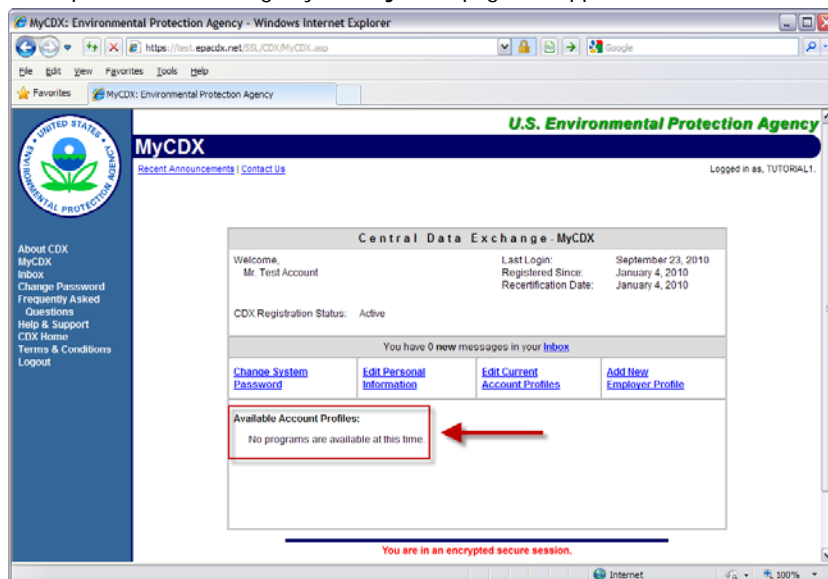 MyCDX: Environmental Protection Agency - Windows Internet Explorer
https://test.epacdx.net/SSL/CDX/MyCDX.asp
Google
File Edit View Favorites Tools Help
Favorites
MyCDX: Environmental Protection Agency
UNITED STATES
ENVIRONMENTAL PROTECTION AGENCY
U.S. Environmental Protection Agency
MyCDX
Recent Announcements | Contact Us
Logged in as, TUTORIAL1.
About CDX
MyCDX
Inbox
Change Password
Frequently Asked
Questions
Help & Support
CDX Home
Terms & Conditions
Logout
Central Data Exchange - MyCDX
Welcome,
Mr. Test Account
Last Login: September 23, 2010
Registered Since: January 4, 2010
Recertification Date: January 4, 2010
CDX Registration Status: Active
You have 0 new messages in your Inbox
Change System
Password
Edit Personal
Information
Edit Current
Account Profiles
Add New
Employer Profile
Available Account Profiles:
No programs are available at this time.
You are in an encrypted secure session.
Internet
100%